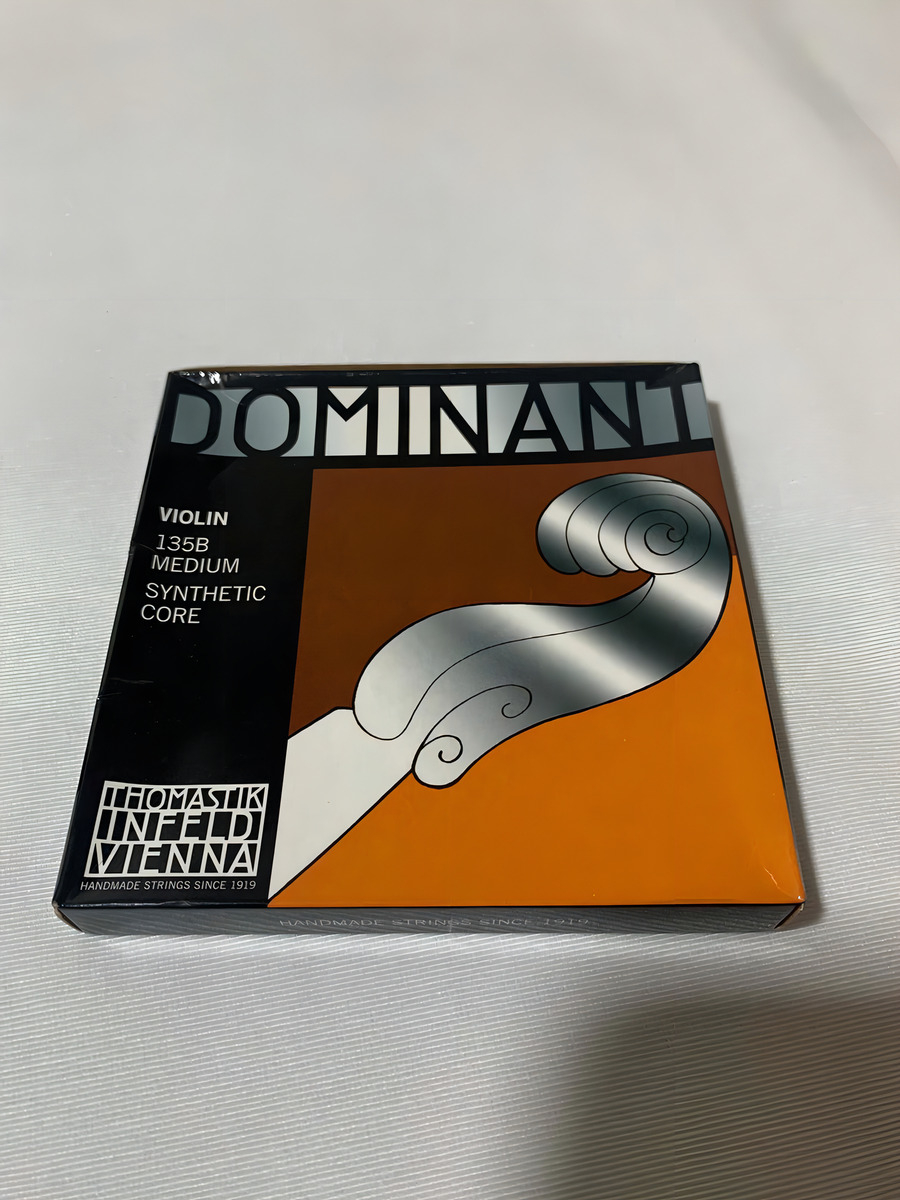 DOMINANT
VIOLIN
135B
MEDIUM
SYNTHETIC
CORE
THOMASTIK
INFELD
VIENNA
HANDMADE STRINGS SINCE 1919
HANDMADE STRINGS SINCE 1919